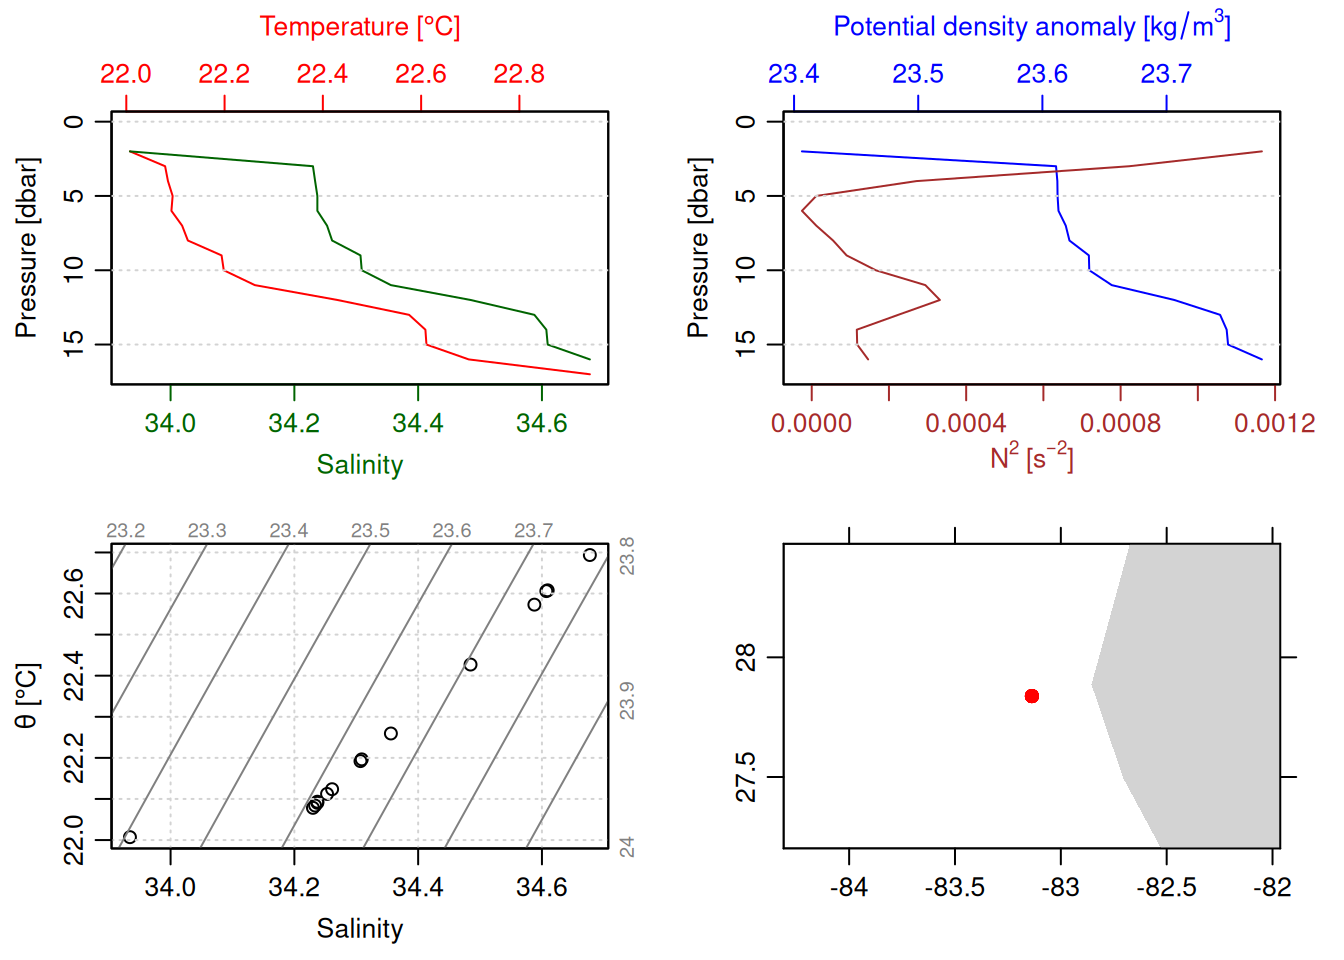 Temperature [°C]
22.0 22.2 22.4 22.6 22.8
Pressure [dbar]
0 5 10 15
34.0 34.2 34.4 34.6
Salinity
Potential density anomaly [kg/m³]
23.4 23.5 23.6 23.7
Pressure [dbar]
0 5 10 15
0.0000 0.0004 0.0008 0.0012
N² [s⁻²]
23.2 23.3 23.4 23.5 23.6 23.7
23.8 23.9 24
θ [°C]
22.0 22.2 22.4 22.6
34.0 34.2 34.4 34.6
Salinity
28
27.5
-84 -83.5 -83 -82.5 -82